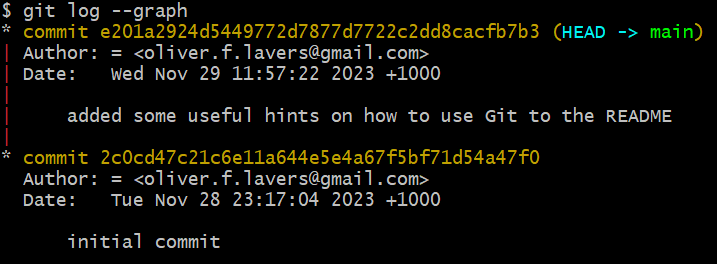 $ git log --graph
* commit e201a2924d5449772d7877d7722c2dd8cacfb7b3 (HEAD -> main)
| Author: = <oliver.f.lavers@gmail.com>
| Date:   Wed Nov 29 11:57:22 2023 +1000
|
|     added some useful hints on how to use Git to the README
|
* commit 2c0cd47c21c6e11a644e5e4a67f5bf71d54a47f0
  Author: = <oliver.f.lavers@gmail.com>
  Date:   Tue Nov 28 23:17:04 2023 +1000

      initial commit